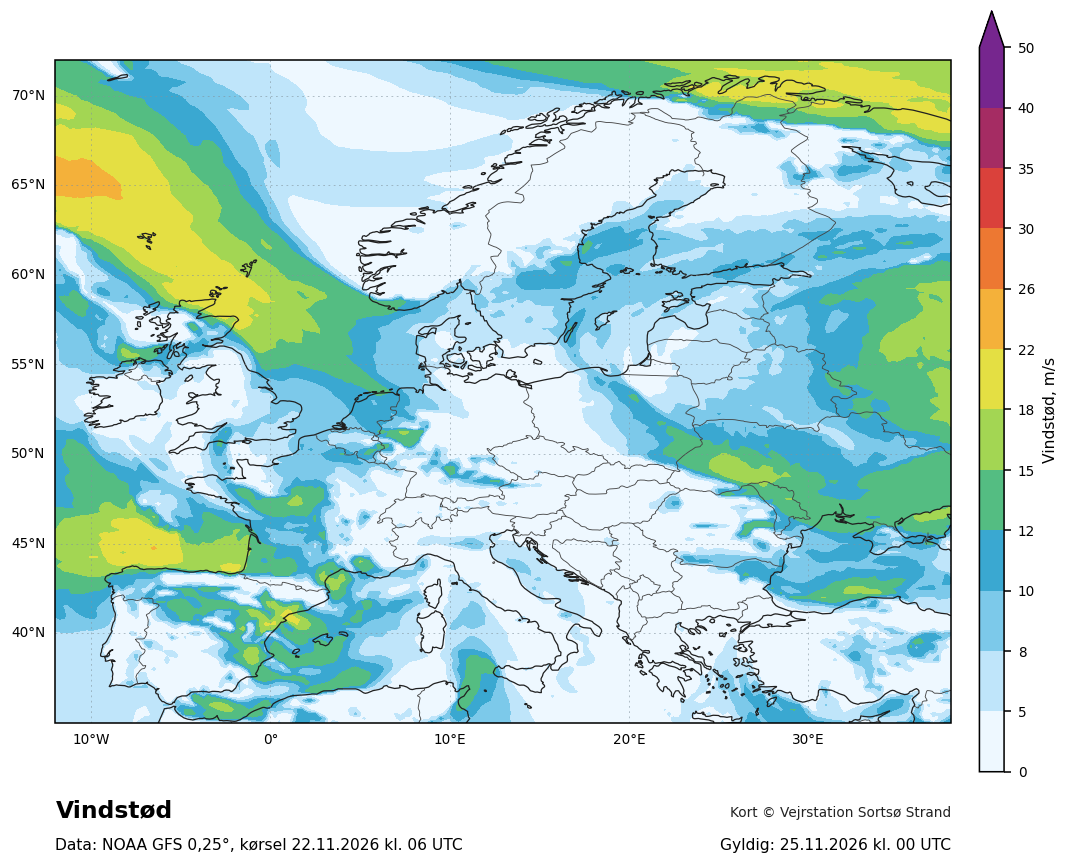 50
40
35
30
26
22
18
15
12
10
8
5
0
Vindstød, m/s
70°N
65°N
60°N
55°N
50°N
45°N
40°N
10°W
0°
10°E
20°E
30°E
Vindstød
Kort © Vejrstation Sortsø Strand
Data: NOAA GFS 0,25°, kørsel 22.11.2026 kl. 06 UTC
Gyldig: 25.11.2026 kl. 00 UTC